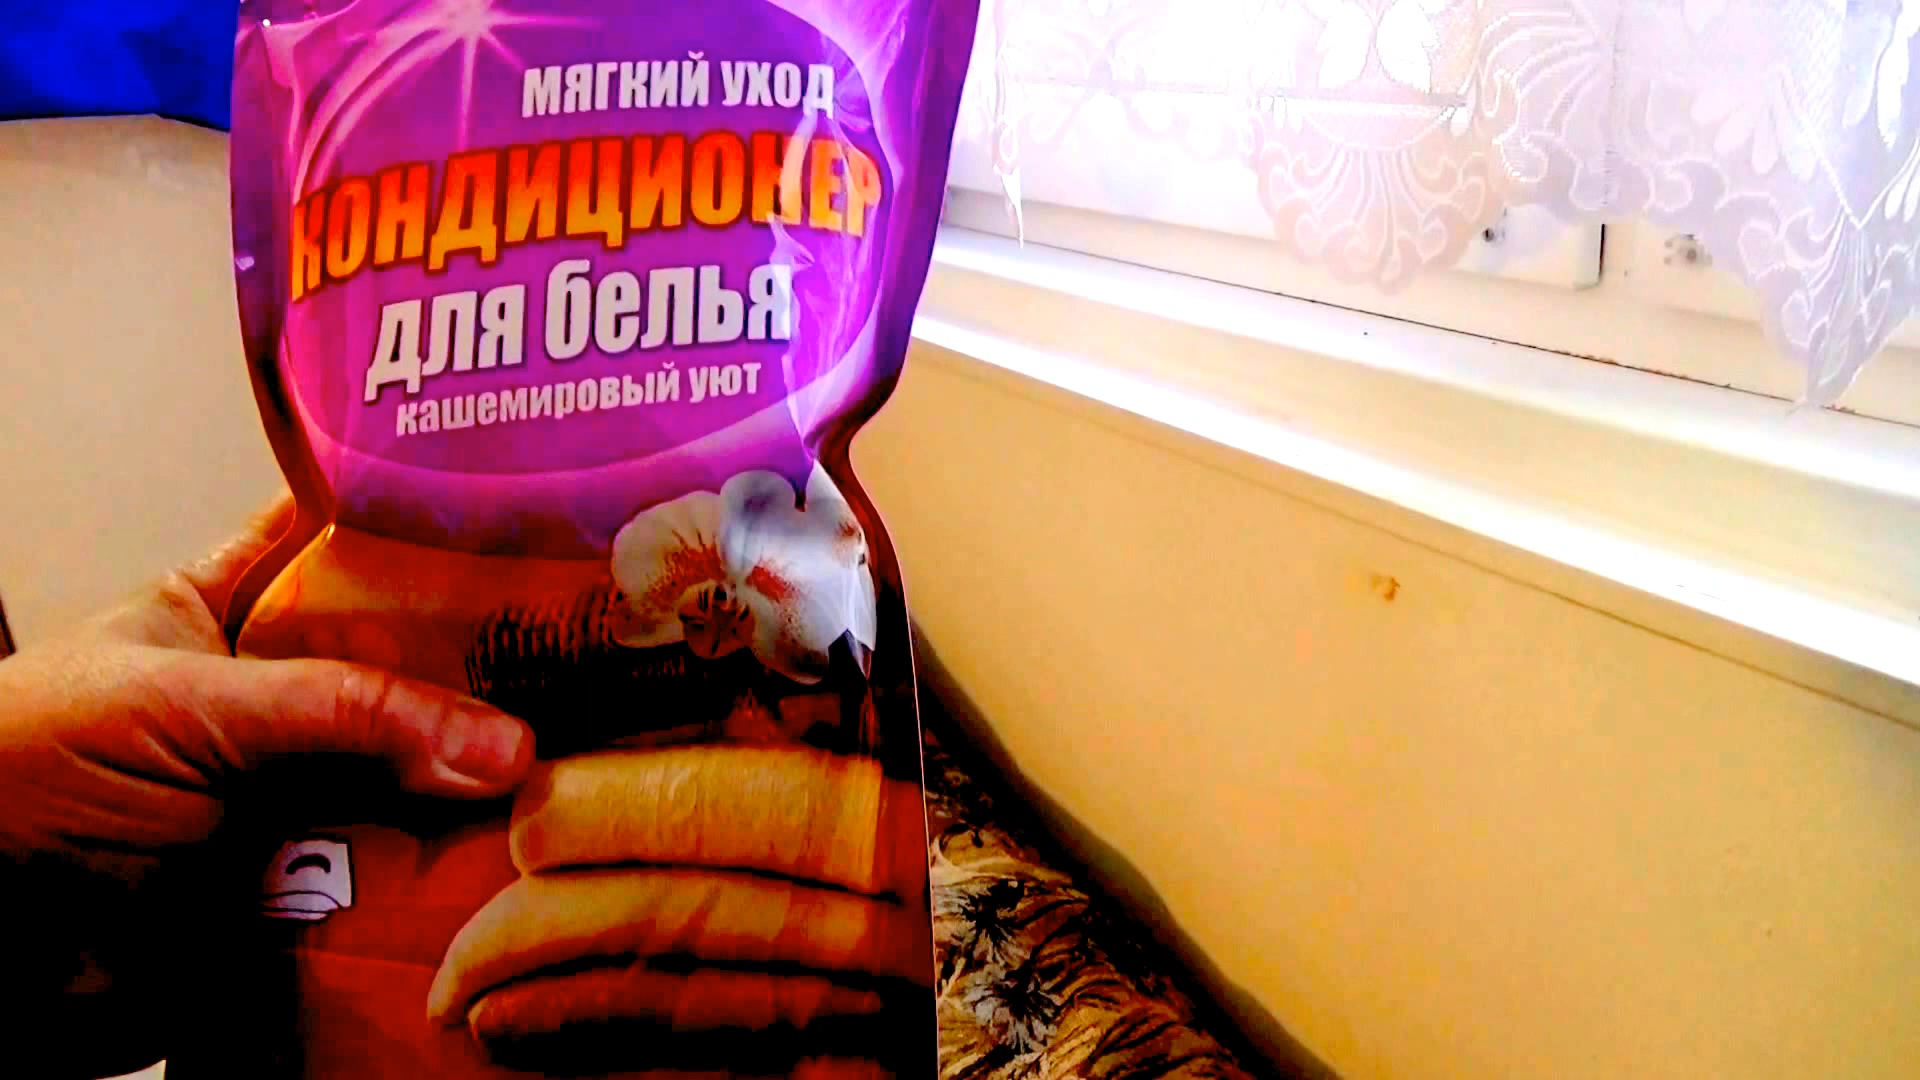 мягкий уход
кондиционер
для белья
кашемировый уют